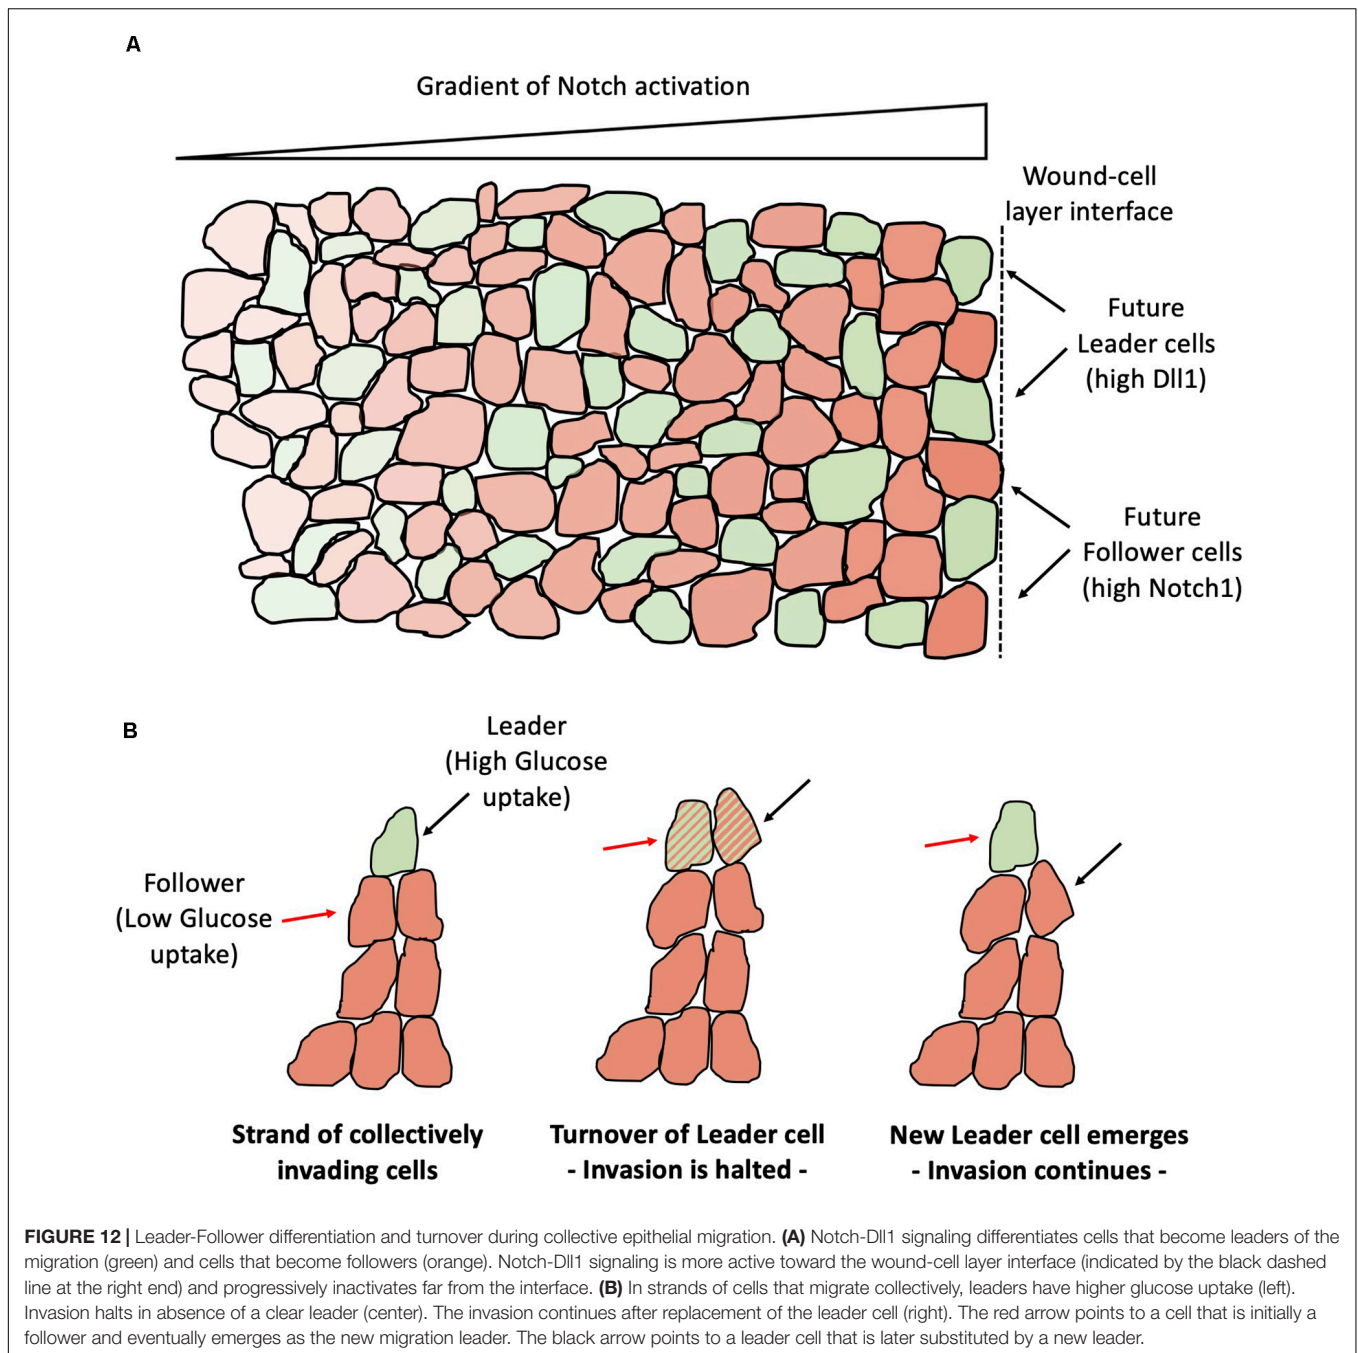 A
Gradient of Notch activation
Wound-cell
layer interface
Future
Leader cells
(high Dll1)
Future
Follower cells
(high Notch1)
B
Leader
(High Glucose
uptake)
Follower
(Low Glucose
uptake)
Strand of collectively
invading cells
Turnover of Leader cell
- Invasion is halted -
New Leader cell emerges
- Invasion continues -
FIGURE 12 | Leader-Follower differentiation and turnover during collective epithelial migration. (A) Notch-Dll1 signaling differentiates cells that become leaders of the
migration (green) and cells that become followers (orange). Notch-Dll1 signaling is more active toward the wound-cell layer interface (indicated by the black dashed
line at the right end) and progressively inactivates far from the interface. (B) In strands of cells that migrate collectively, leaders have higher glucose uptake (left).
Invasion halts in absence of a clear leader (center). The invasion continues after replacement of the leader cell (right). The red arrow points to a cell that is initially a
follower and eventually emerges as the new migration leader. The black arrow points to a leader cell that is later substituted by a new leader.